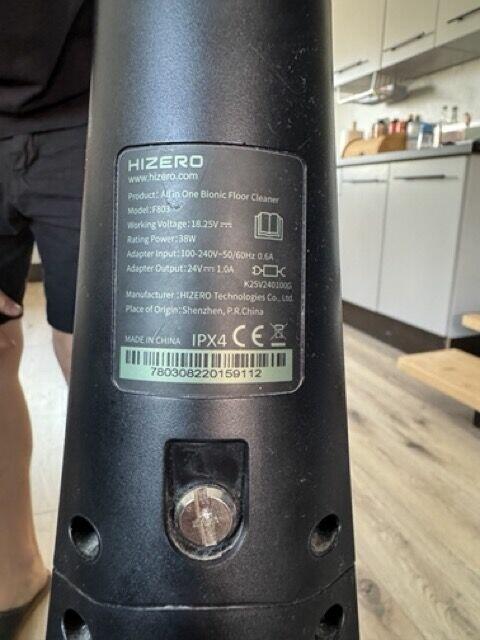 HIZERO
www.hizero.com
Product: All in One Bionic Floor Cleaner
Model: F803
Working Voltage: 18.25V⎓
Rating Power: 38W
Adapter Input: 100-240V~50/60Hz 0.6A
Adapter Output: 24V⎓1.0A
K25V240100G
Manufacturer: HIZERO Technologies Co., Ltd.
Place of Origin: Shenzhen, P.R.China
MADE IN CHINA IPX4 CE
780308220159112